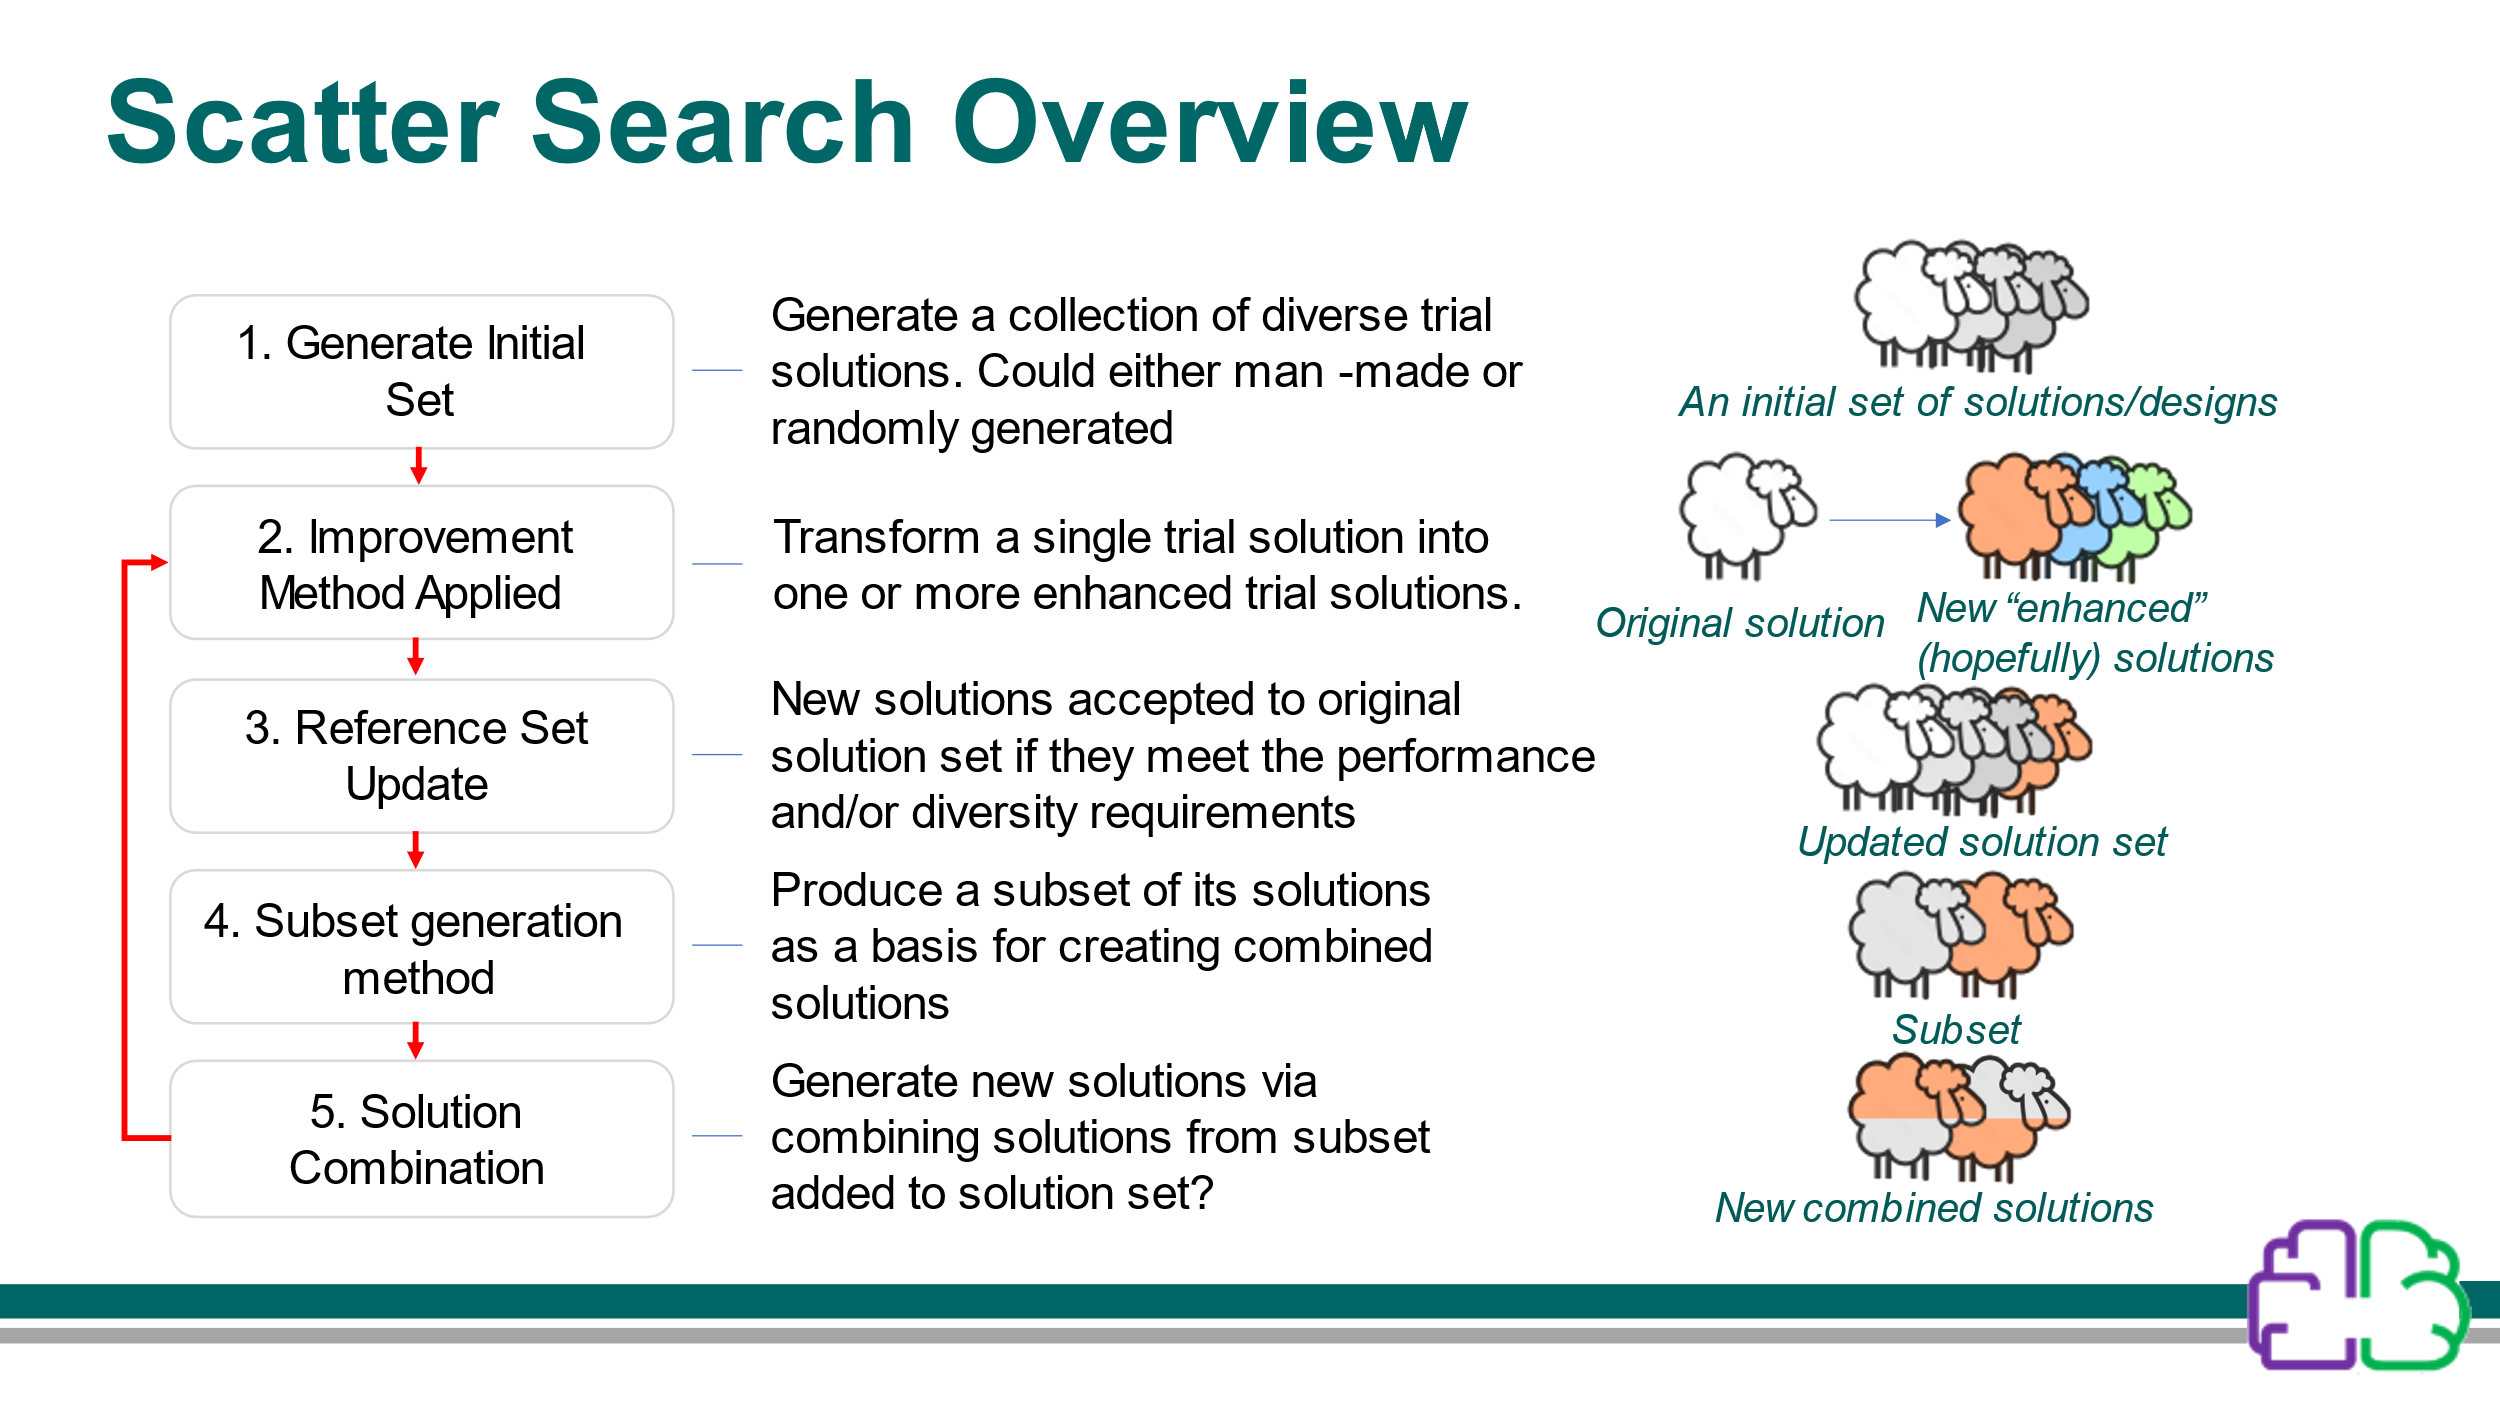 Scatter Search Overview
1. Generate Initial
Set
Generate a collection of diverse trial
solutions. Could either man -made or
randomly generated
An initial set of solutions/designs
2. Improvement
Method Applied
Transform a single trial solution into
one or more enhanced trial solutions.
Original solution
New “enhanced”
(hopefully) solutions
3. Reference Set
Update
New solutions accepted to original
solution set if they meet the performance
and/or diversity requirements
Updated solution set
4. Subset generation
method
Produce a subset of its solutions
as a basis for creating combined
solutions
Subset
5. Solution
Combination
Generate new solutions via
combining solutions from subset
added to solution set?
New combined solutions